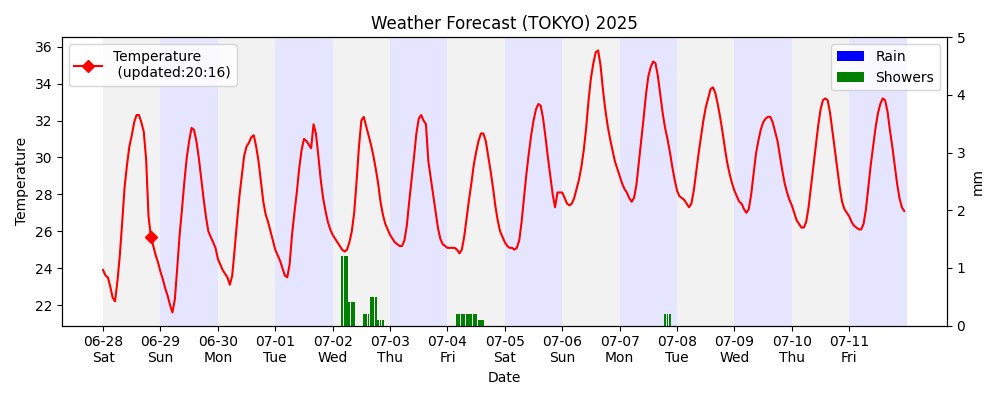 Weather Forecast (TOKYO) 2025
Temperature
(updated:20:16)
Rain
Showers
Temperature
36
34
32
30
28
26
24
22
5
4
3
2
1
0
mm
06-28 06-29 06-30 07-01 07-02 07-03 07-04 07-05 07-06 07-07 07-08 07-09 07-10 07-11
Sat Sun Mon Tue Wed Thu Fri Sat Sun Mon Tue Wed Thu Fri
Date